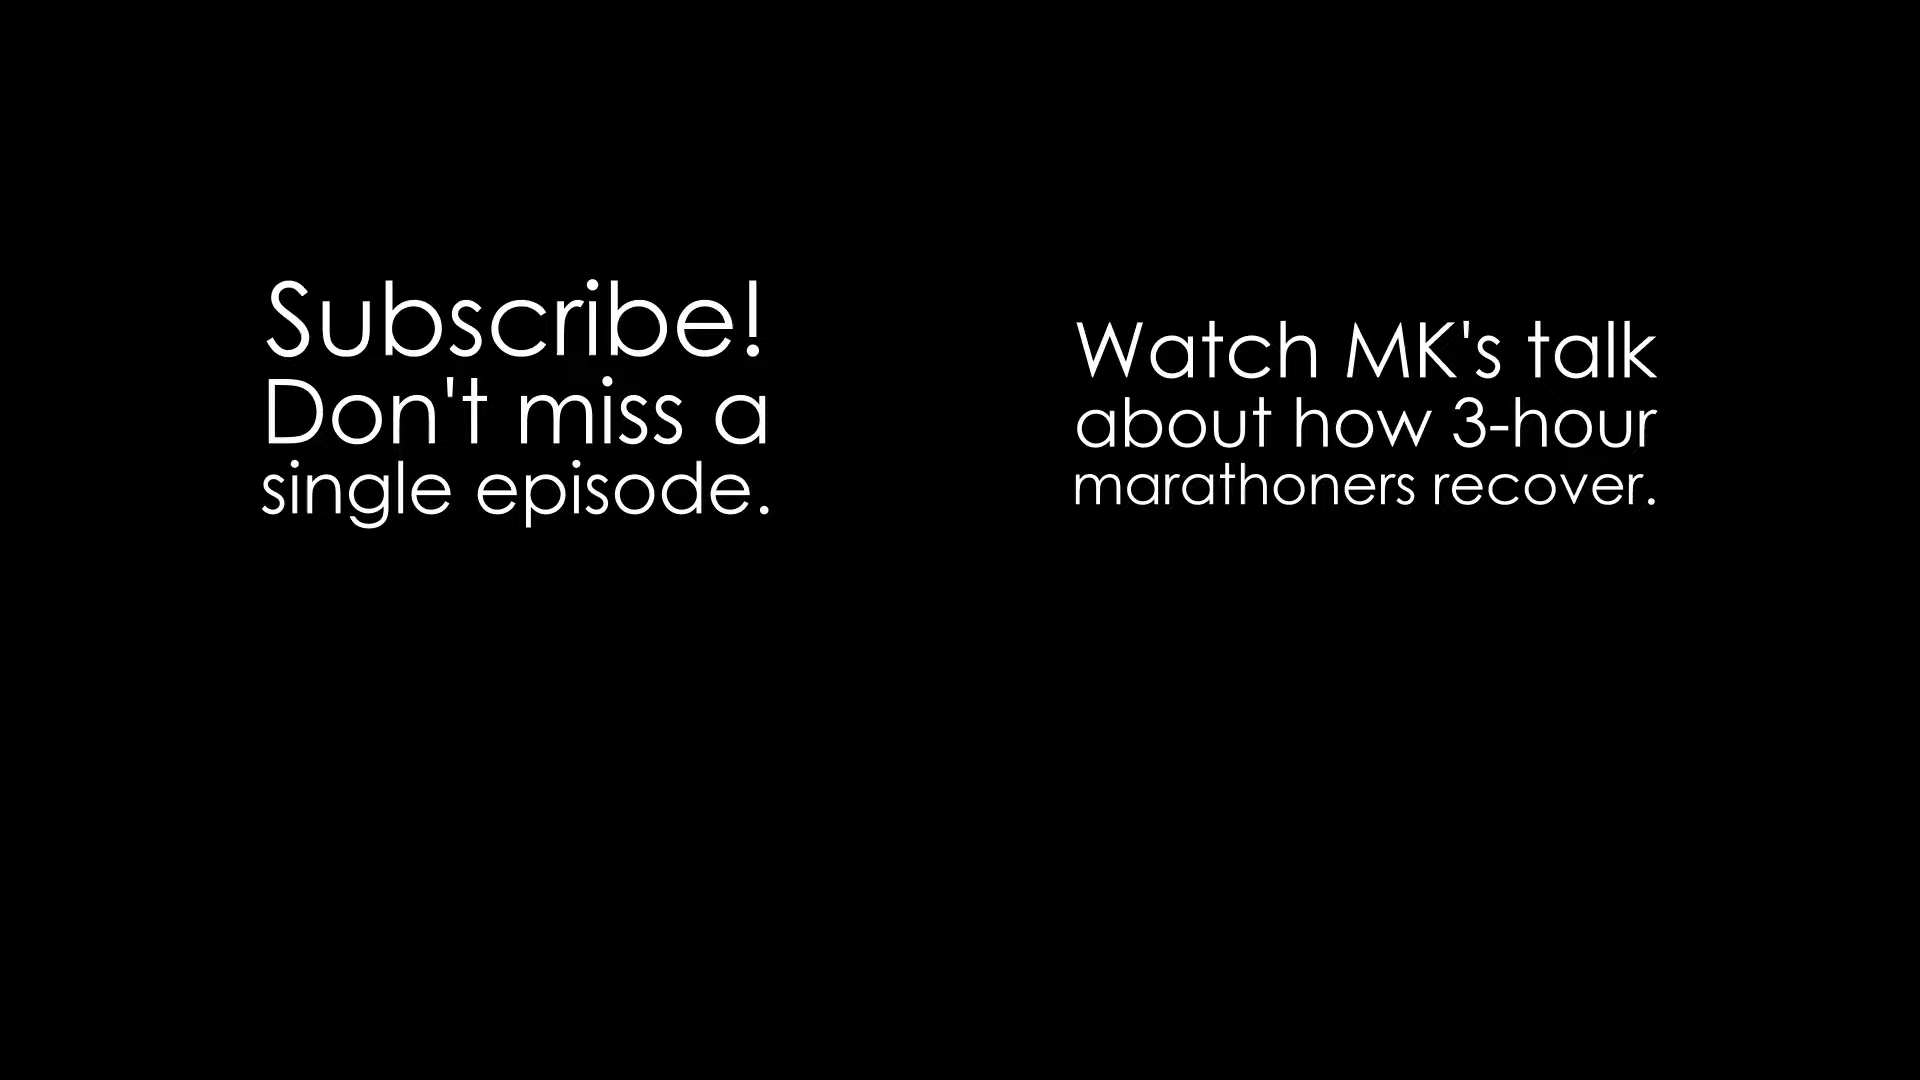 Subscribe!
Don't miss a
single episode.
Watch MK's talk
about how 3-hour
marathoners recover.